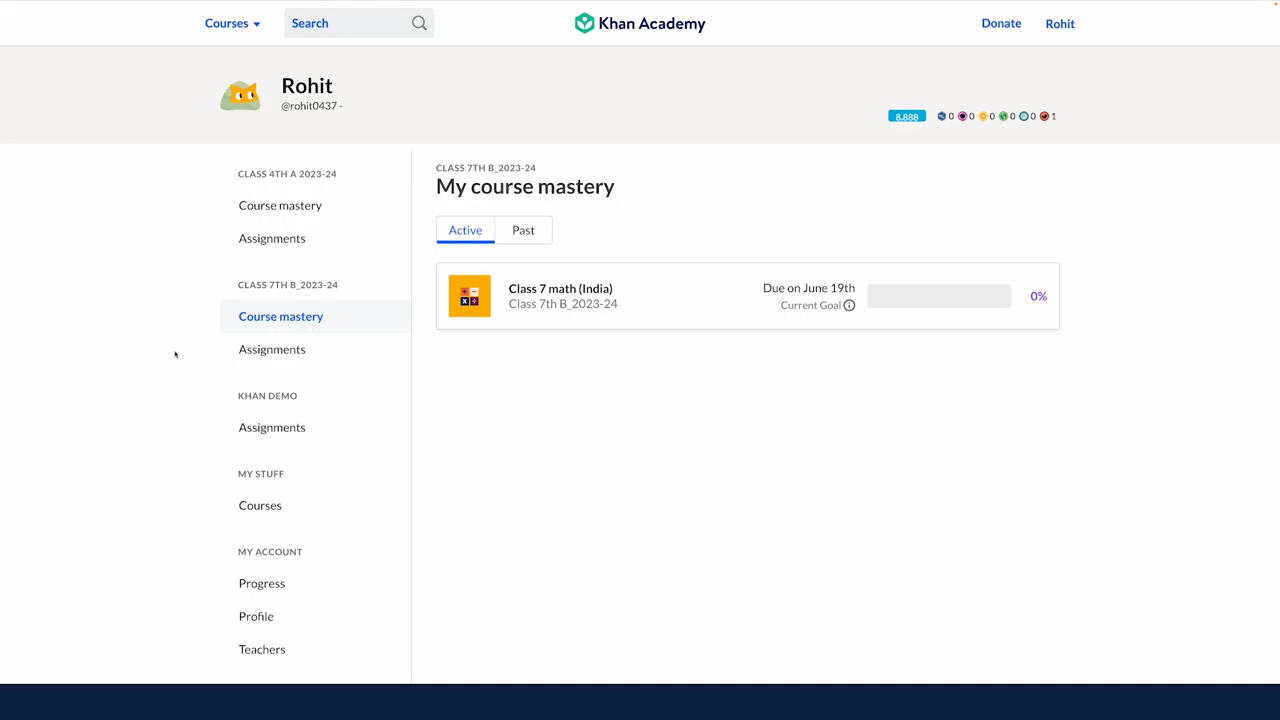 Courses
Search
Khan Academy
Donate
Rohit
Rohit
@rohit0437 -
8,888
0 0 0 0 0 1
CLASS 4TH A 2023-24
Course mastery
Assignments
CLASS 7TH B_2023-24
Course mastery
Assignments
KHAN DEMO
Assignments
MY STUFF
Courses
MY ACCOUNT
Progress
Profile
Teachers
CLASS 7TH B_2023-24
My course mastery
Active
Past
Class 7 math (India)
Class 7th B_2023-24
Due on June 19th
Current Goal
0%